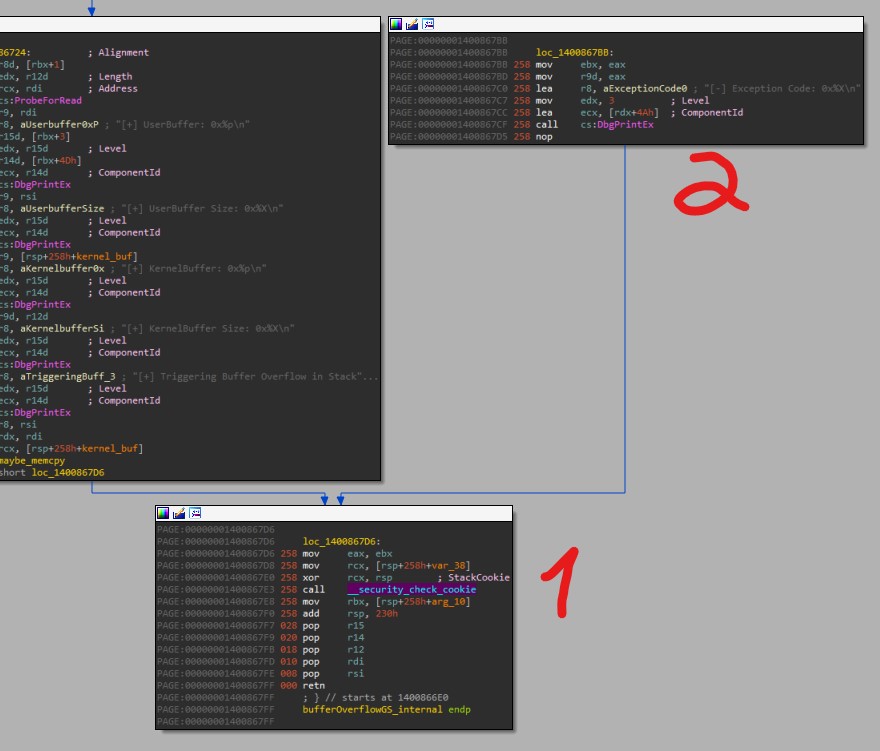 86724: ; Alignment
r8d, [rbx+1]
edx, r12d ; Length
rcx, rdi ; Address
cs:ProbeForRead
r9, rdi
r8, aUserbuffer0xP ; "[+] UserBuffer: 0x%p\n"
r15d, [rbx+3]
edx, r15d ; Level
r14d, [rbx+4Dh]
ecx, r14d ; ComponentId
cs:DbgPrintEx
r9, rsi
r8, aUserbufferSize ; "[+] UserBuffer Size: 0x%X\n"
edx, r15d ; Level
ecx, r14d ; ComponentId
cs:DbgPrintEx
r9, [rsp+258h+kernel_buf]
r8, aKernelbuffer0x ; "[+] KernelBuffer: 0x%p\n"
edx, r15d ; Level
ecx, r14d ; ComponentId
cs:DbgPrintEx
r9d, r12d
r8, aKernelbufferSi ; "[+] KernelBuffer Size: 0x%X\n"
edx, r15d ; Level
ecx, r14d ; ComponentId
cs:DbgPrintEx
r8, aTriggeringBuff_3 ; "[+] Triggering Buffer Overflow in Stack"...
edx, r15d ; Level
ecx, r14d ; ComponentId
cs:DbgPrintEx
r8, rsi
rdx, rdi
rcx, [rsp+258h+kernel_buf]
maybe_memcpy
short loc_1400867D6
PAGE:00000001400867BB
PAGE:00000001400867BB loc_1400867BB:
PAGE:00000001400867BB 258 mov ebx, eax
PAGE:00000001400867BD 258 mov r9d, eax
PAGE:00000001400867C0 258 lea r8, aExceptionCode0 ; "[-] Exception Code: 0x%X\n"
PAGE:00000001400867C7 258 mov edx, 3 ; Level
PAGE:00000001400867CC 258 lea ecx, [rdx+4Ah] ; ComponentId
PAGE:00000001400867CF 258 call cs:DbgPrintEx
PAGE:00000001400867D5 258 nop
2
PAGE:00000001400867D6
PAGE:00000001400867D6 loc_1400867D6:
PAGE:00000001400867D6 258 mov eax, ebx
PAGE:00000001400867D8 258 mov rcx, [rsp+258h+var_38]
PAGE:00000001400867E0 258 xor rcx, rsp ; StackCookie
PAGE:00000001400867E3 258 call __security_check_cookie
PAGE:00000001400867E8 258 mov rbx, [rsp+258h+arg_10]
PAGE:00000001400867F0 258 add rsp, 230h
PAGE:00000001400867F7 028 pop r15
PAGE:00000001400867F9 020 pop r14
PAGE:00000001400867FB 018 pop r12
PAGE:00000001400867FD 010 pop rdi
PAGE:00000001400867FE 008 pop rsi
PAGE:00000001400867FF 000 retn
PAGE:00000001400867FF ; } // starts at 1400866E0
PAGE:00000001400867FF bufferOverflowGS_internal endp
PAGE:00000001400867FF
1